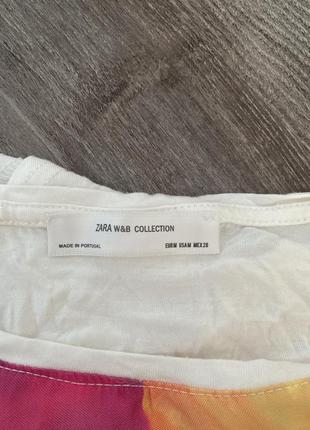 ZARA W&B COLLECTION
MADE IN PORTUGAL EUR M USA M MEX 28